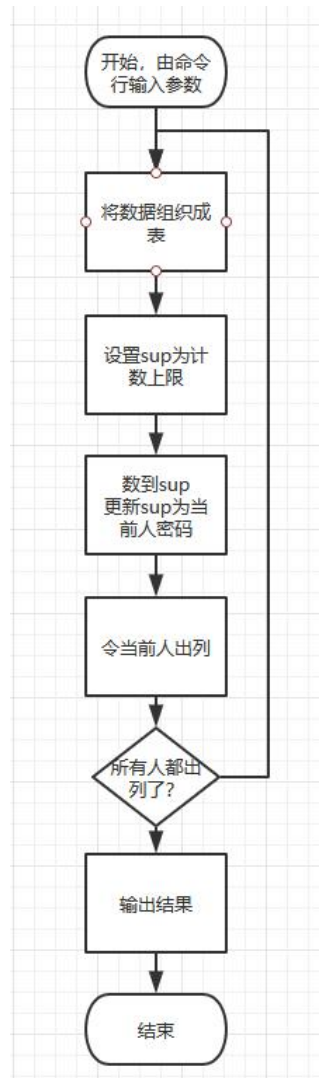 开始，由命令
行输入参数
将数据组织成
表
设置sup为计
数上限
数到sup
更新sup为当
前人密码
令当前人出列
所有人都出
列了？
输出结果
结束